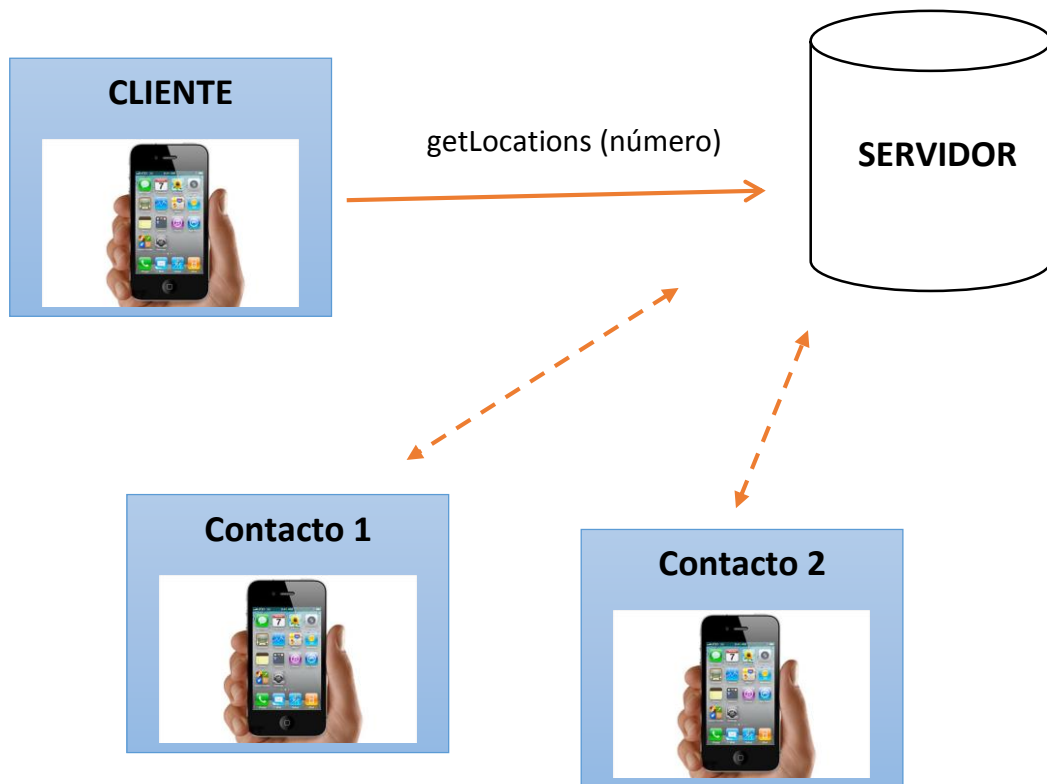 CLIENTE
getLocations (número)
SERVIDOR
Contacto 1
Contacto 2